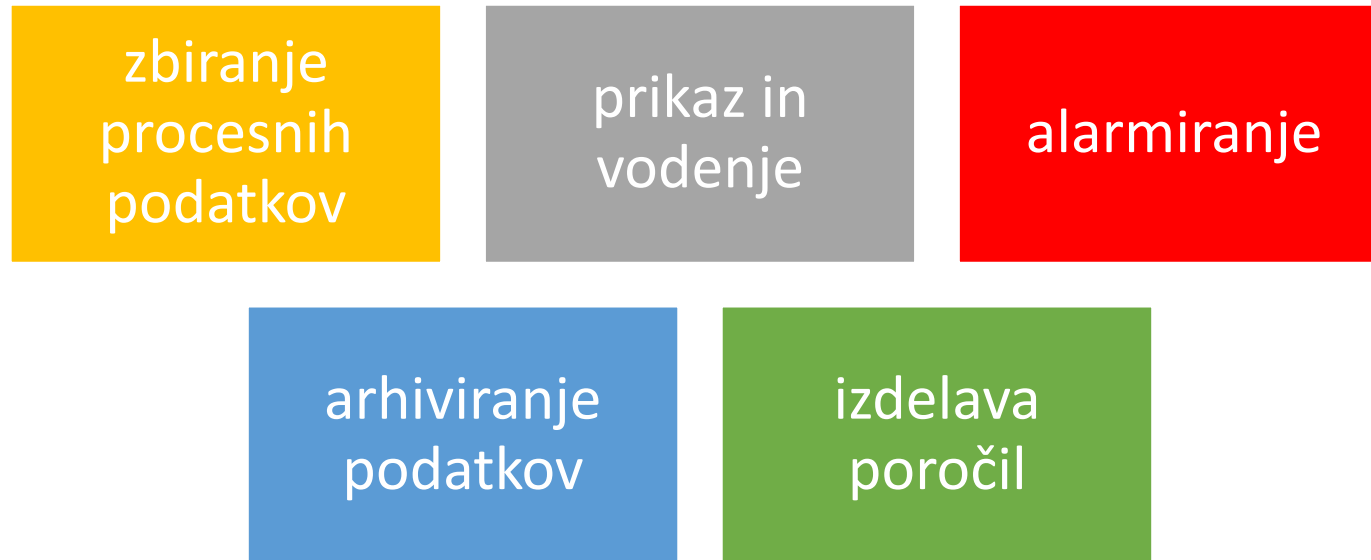 zbiranje
procesnih
podatkov
prikaz in
vodenje
alarmiranje
arhiviranje
podatkov
izdelava
poročil